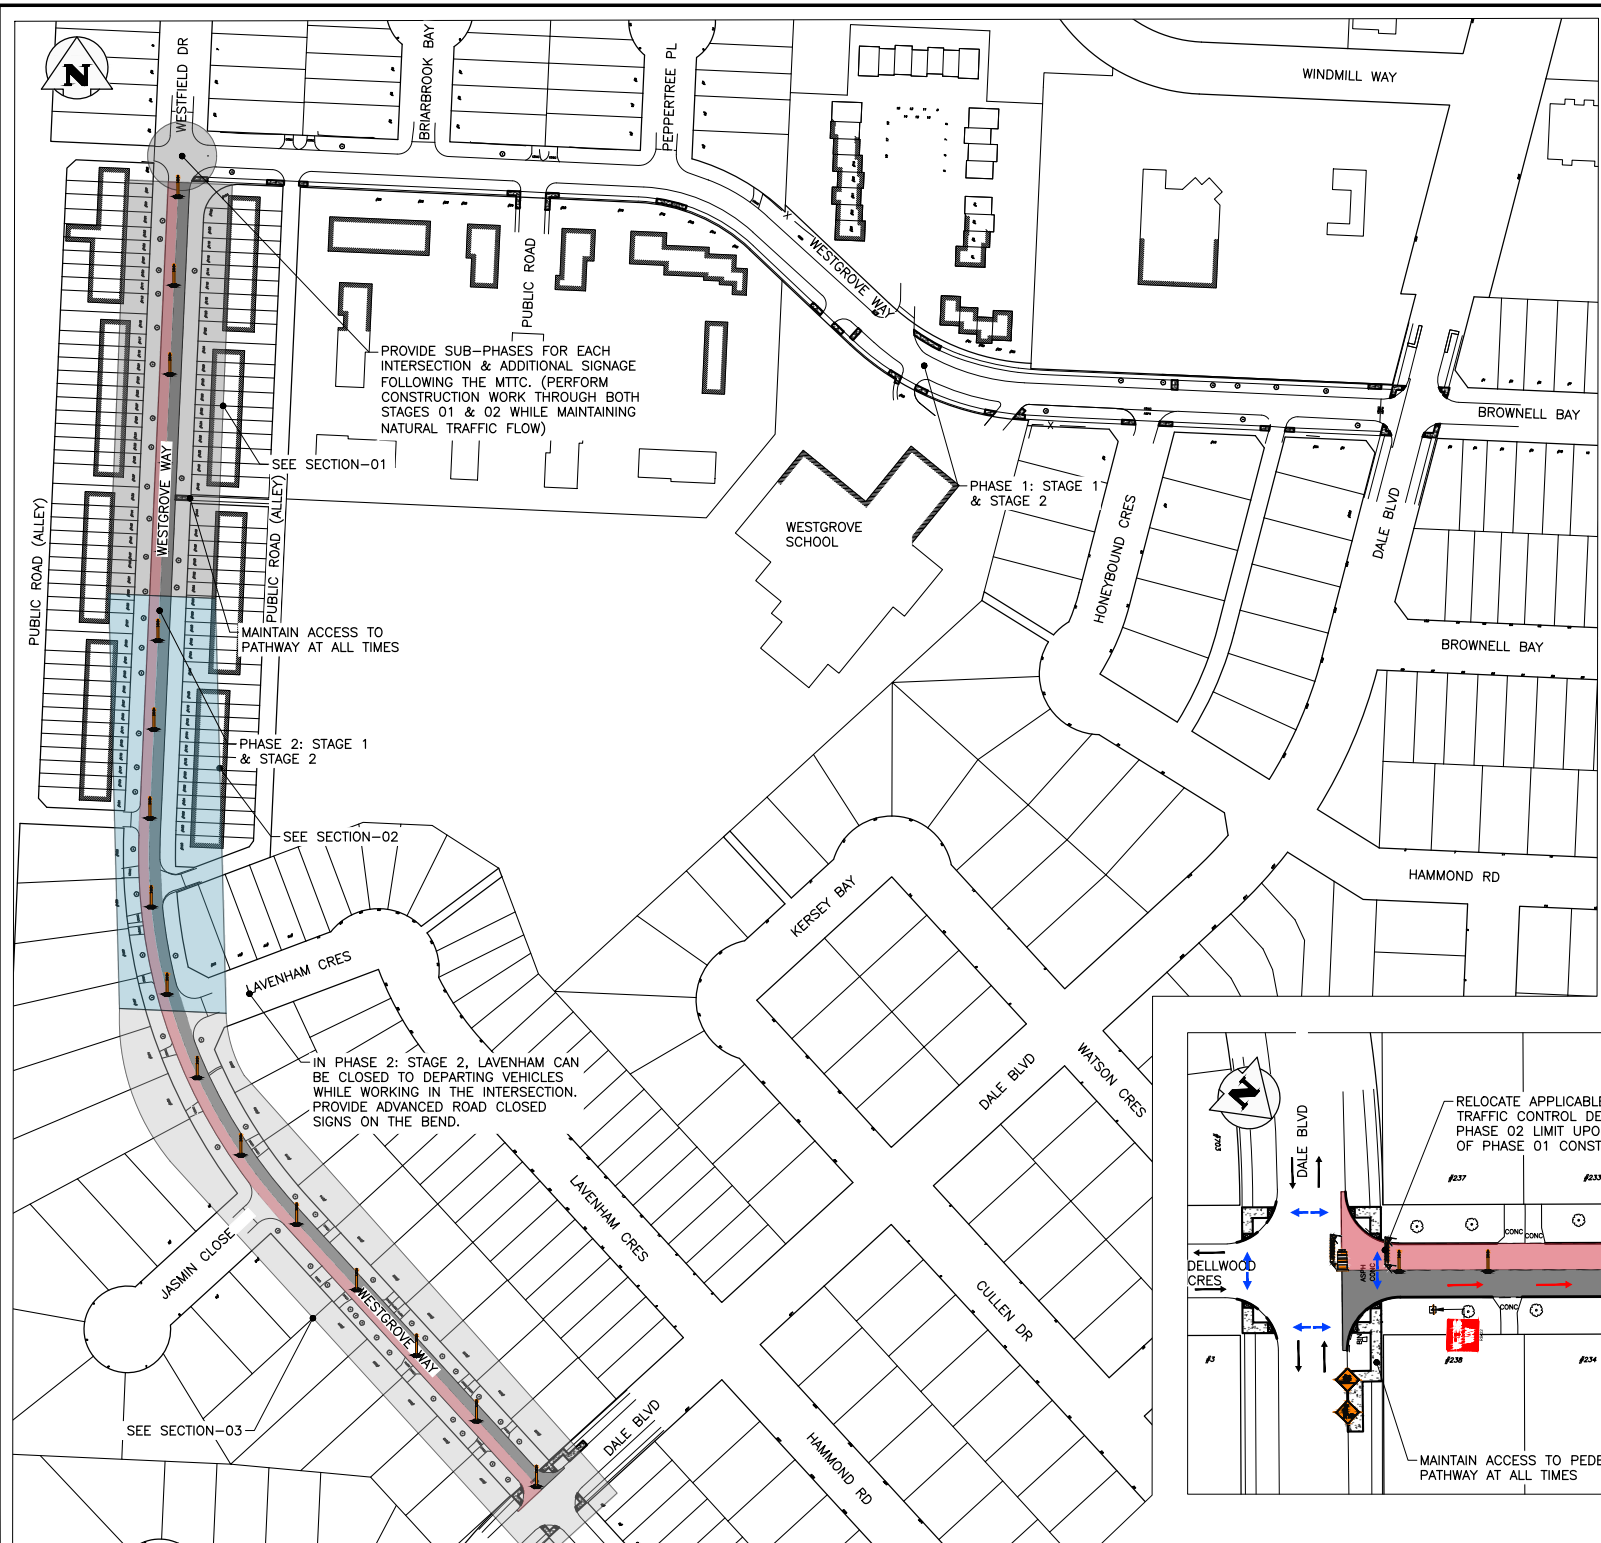 N
WESTFIELD DR
BRIARBROOK BAY
PEPPERTREE PL
WINDMILL WAY
WESTGROVE WAY
PUBLIC ROAD
PROVIDE SUB-PHASES FOR EACH
INTERSECTION & ADDITIONAL SIGNAGE
FOLLOWING THE MTTC. (PERFORM
CONSTRUCTION WORK THROUGH BOTH
STAGES 01 & 02 WHILE MAINTAINING
NATURAL TRAFFIC FLOW)
BROWNELL BAY
SEE SECTION-01
WESTGROVE WAY
PUBLIC ROAD (ALLEY)
PUBLIC ROAD (ALLEY)
PHASE 1: STAGE 1
& STAGE 2
WESTGROVE
SCHOOL
HONEYBOUND CRES
DALE BLVD
MAINTAIN ACCESS TO
PATHWAY AT ALL TIMES
BROWNELL BAY
PHASE 2: STAGE 1
& STAGE 2
SEE SECTION-02
HAMMOND RD
KERSEY BAY
LAVENHAM CRES
IN PHASE 2: STAGE 2, LAVENHAM CAN
BE CLOSED TO DEPARTING VEHICLES
WHILE WORKING IN THE INTERSECTION.
PROVIDE ADVANCED ROAD CLOSED
SIGNS ON THE BEND.
DALE BLVD
WATSON CRES
LAVENHAM CRES
JASMIN CLOSE
CULLEN DR
WESTGROVE WAY
SEE SECTION-03
DALE BLVD
HAMMOND RD
N
DALE BLVD
RELOCATE APPLICABLE
TRAFFIC CONTROL DE
PHASE 02 LIMIT UPO
OF PHASE 01 CONST
#703
#237
#233
CONC
CONC
CONC
DELLWOOD
CRES
ASPH
CONC
#3
#238
#234
MAINTAIN ACCESS TO PEDE
PATHWAY AT ALL TIMES